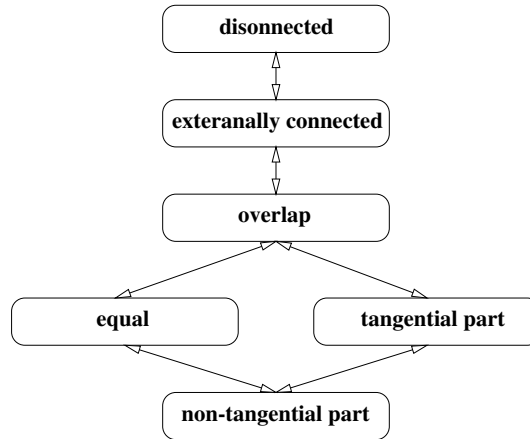 disonnected
exteranally connected
overlap
equal
tangential part
non-tangential part